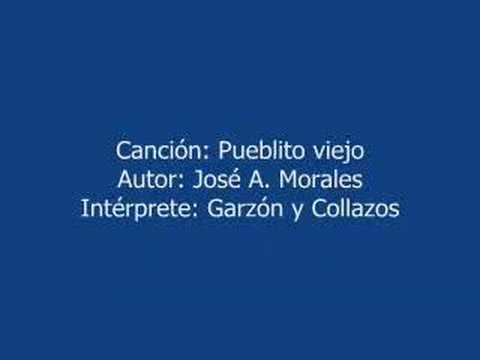 Canción: Pueblito viejo
Autor: José A. Morales
Intérprete: Garzón y Collazos